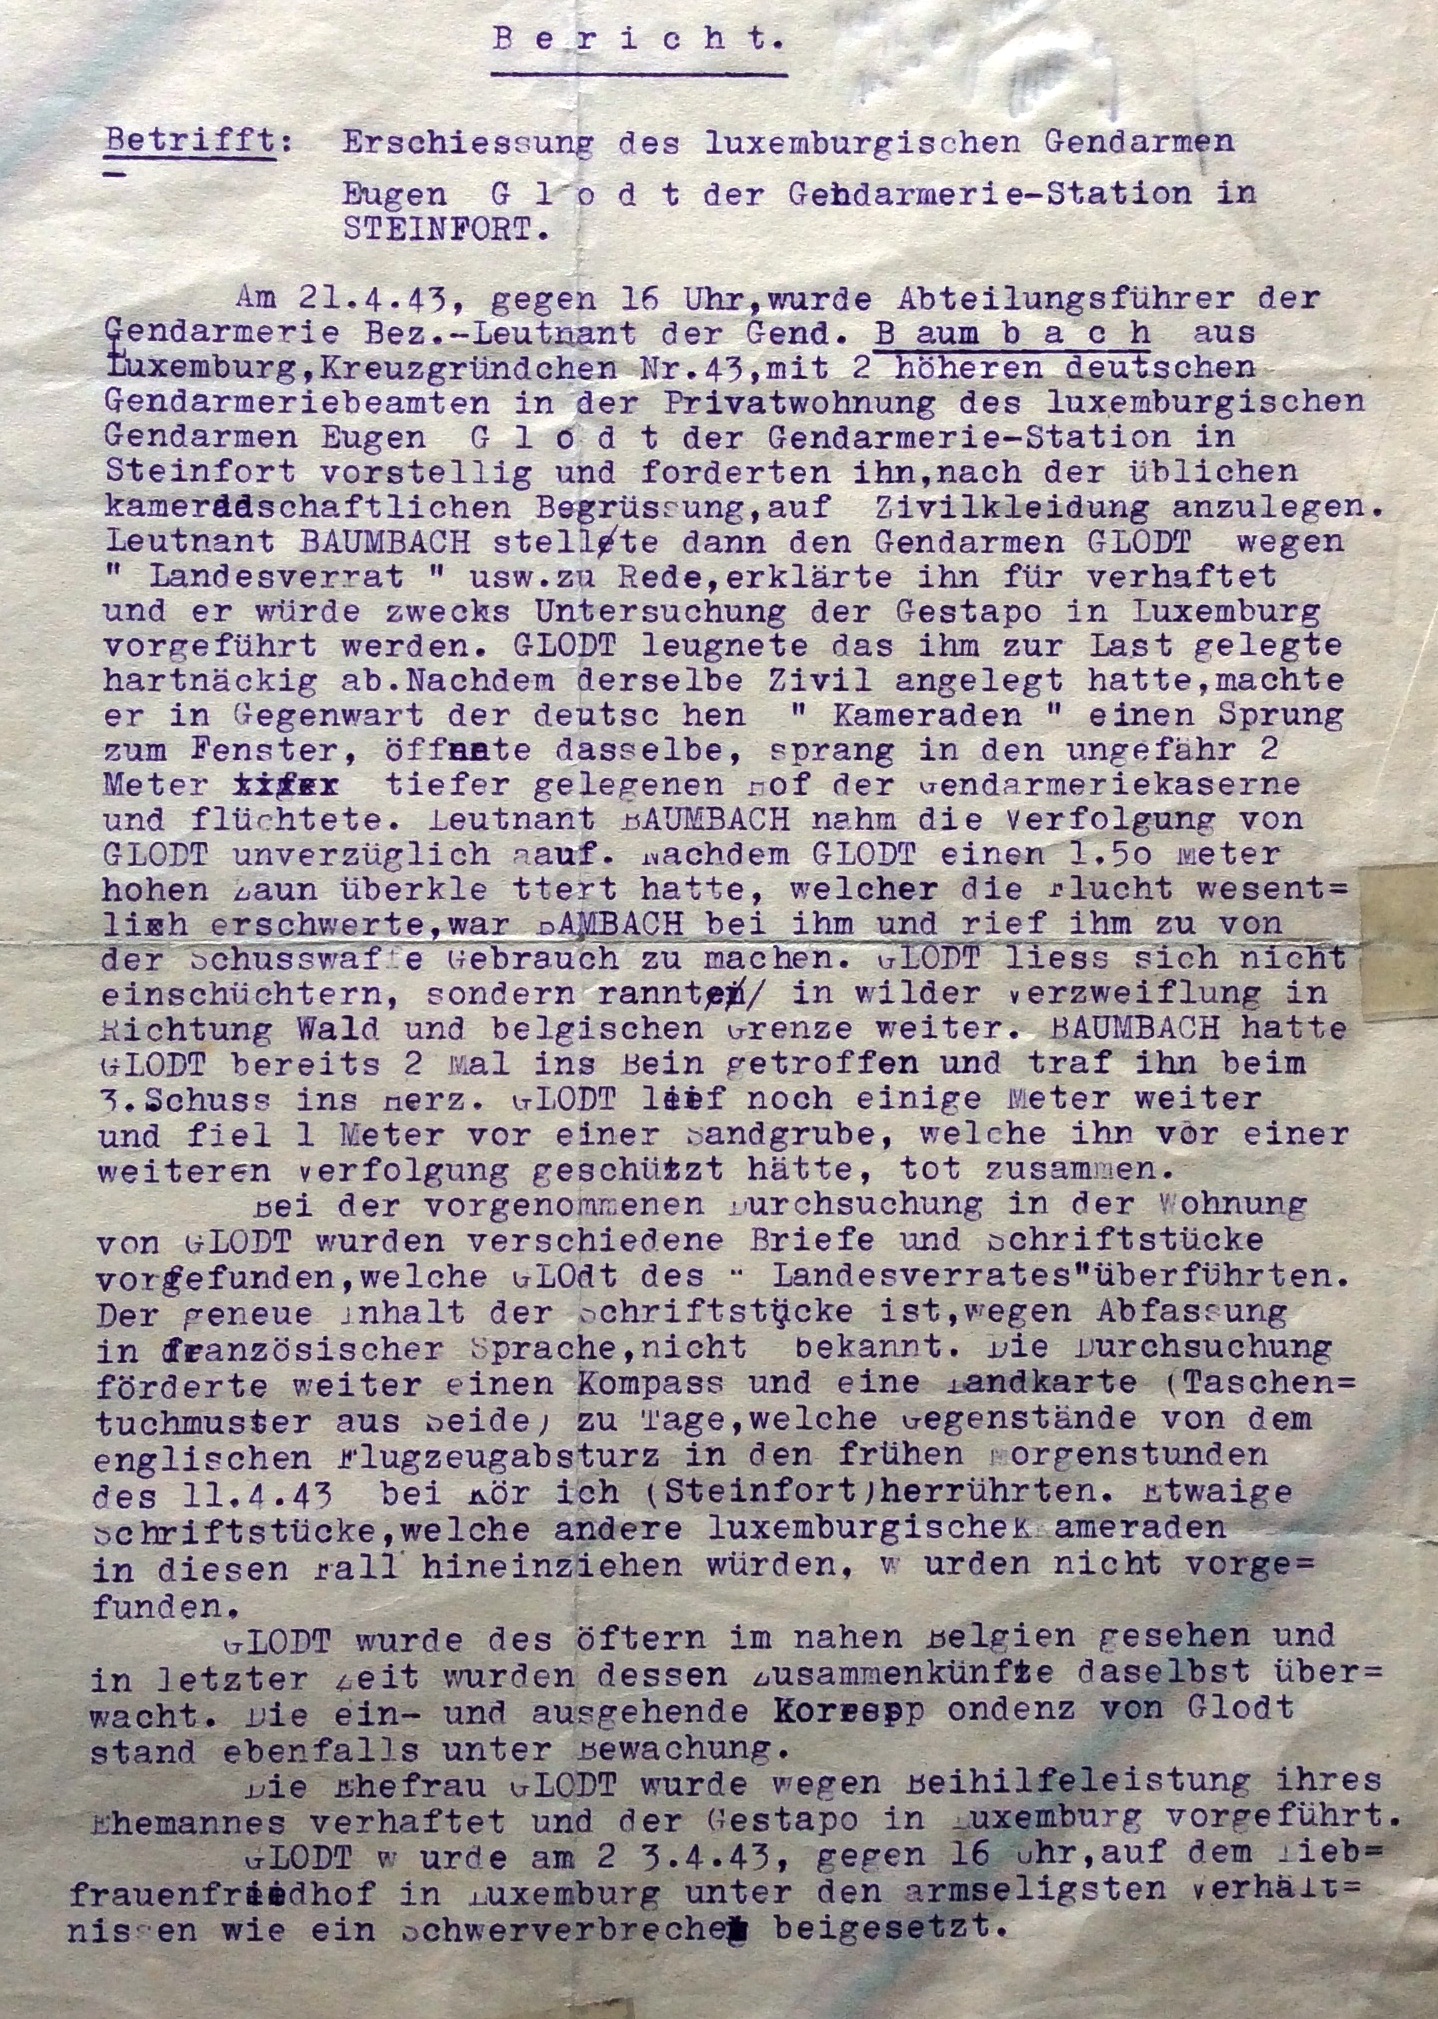 B e r i c h t.
Betrifft: Erschiessung des luxemburgischen Gendarmen
Eugen G l o d t der Gehdarmerie-Station in
STEINFORT.
Am 21.4.43, gegen 16 Uhr,wurde Abteilungsführer der
Gendarmerie Bez.-Leutnant der Gend. B aum b a c h aus
Luxemburg,Kreuzgründchen Nr.43,mit 2 höheren deutschen
Gendarmeriebeamten in der Privatwohnung des luxemburgischen
Gendarmen Eugen G l o d t der Gendarmerie-Station in
Steinfort vorstellig und forderten ihn,nach der üblichen
kameradschaftlichen Begrüssung,auf Zivilkleidung anzulegen.
Leutnant BAUMBACH stellte dann den Gendarmen GLODT wegen
" Landesverrat " usw.zu Rede,erklärte ihn für verhaftet
und er würde zwecks Untersuchung der Gestapo in Luxemburg
vorgeführt werden. GLODT leugnete das ihm zur Last gelegte
hartnäckig ab.Nachdem derselbe Zivil angelegt hatte,machte
er in Gegenwart der deutsc hen " Kameraden " einen Sprung
zum Fenster, öffnete dasselbe, sprang in den ungefähr 2
Meter tiefer gelegenen Hof der Gendarmeriekaserne
und flüchtete. Leutnant BAUMBACH nahm die Verfolgung von
GLODT unverzüglich aauf. Nachdem GLODT einen 1.5o Meter
hohen Zaun überkle ttert hatte, welcher die Flucht wesent=
lich erschwerte,war BAMBACH bei ihm und rief ihm zu von
der Schusswaffe Gebrauch zu machen. GLODT liess sich nicht
einschüchtern, sondern rannte/ in wilder Verzweiflung in
Richtung Wald und belgischen Grenze weiter. BAUMBACH hatte
GLODT bereits 2 Mal ins Bein getroffen und traf ihn beim
3.Schuss ins Herz. GLODT lief noch einige Meter weiter
und fiel 1 Meter vor einer Sandgrube, welche ihn vor einer
weiteren Verfolgung geschützt hätte, tot zusammen.
Bei der vorgenommenen Durchsuchung in der Wohnung
von GLODT wurden verschiedene Briefe und Schriftstücke
vorgefunden,welche GLOdt des " Landesverrates"überführten.
Der geneue Inhalt der Schriftstücke ist,wegen Abfassung
in französischer Sprache,nicht bekannt. Die Durchsuchung
förderte weiter einen Kompass und eine Landkarte (Taschen=
tuchmuster aus Seide) zu Tage,welche Gegenstände von dem
englischen Flugzeugabsturz in den frühen Morgenstunden
des 11.4.43 bei Kör ich (Steinfort)herrührten. Etwaige
Schriftstücke,welche andere luxemburgischeK ameraden
in diesen Fall hineinziehen würden, w urden nicht vorge=
funden.
GLODT wurde des öftern im nahen Belgien gesehen und
in letzter Zeit wurden dessen Zusammenkünfte daselbst über=
wacht. Die ein- und ausgehende Korresp ondenz von Glodt
stand ebenfalls unter Bewachung.
Die Ehefrau GLODT wurde wegen Beihilfeleistung ihres
Ehemannes verhaftet und der Gestapo in Luxemburg vorgeführt.
GLODT w urde am 2 3.4.43, gegen 16 Uhr,auf dem Lieb=
frauenfriedhof in Luxemburg unter den armseligsten Verhält=
nissen wie ein Schwerverbrecher beigesetzt.